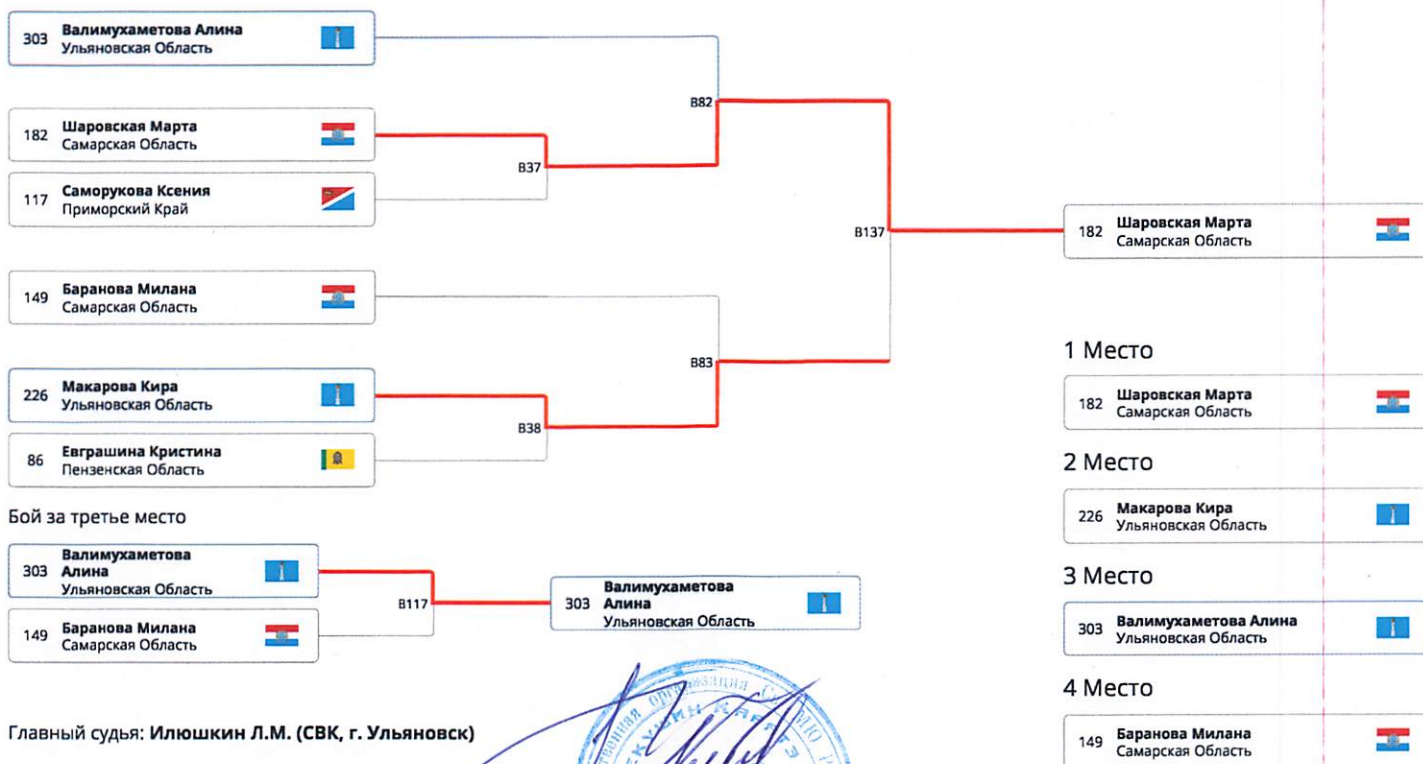 303 Валимухаметова Алина
Ульяновская Область
B82
182 Шаровская Марта
Самарская Область
B37
117 Саморукова Ксения
Приморский Край
B137
182 Шаровская Марта
Самарская Область
149 Баранова Милана
Самарская Область
B83
226 Макарова Кира
Ульяновская Область
B38
86 Евграшина Кристина
Пензенская Область
1 Место
182 Шаровская Марта
Самарская Область
2 Место
226 Макарова Кира
Ульяновская Область
3 Место
303 Валимухаметова Алина
Ульяновская Область
4 Место
149 Баранова Милана
Самарская Область
Бой за третье место
303 Валимухаметова
Алина
Ульяновская Область
B117
149 Баранова Милана
Самарская Область
303 Валимухаметова
Алина
Ульяновская Область
Главный судья: Илюшкин Л.М. (СВК, г. Ульяновск)